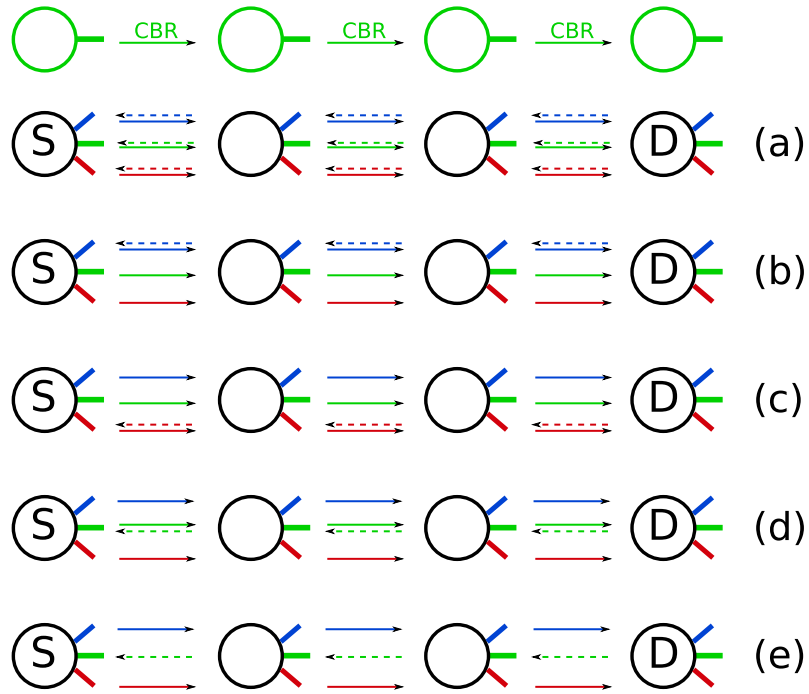 CBR CBR CBR
S D (a)
S D (b)
S D (c)
S D (d)
S D (e)